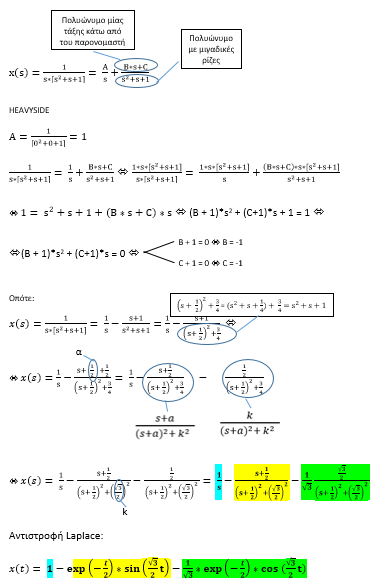 Πολυώνυμο μίας
τάξης κάτω από
του παρονομαστή
Πολυώνυμο
με μιγαδικές
ρίζες
x(s) = 1/(s*[s²+s+1]) = A/s + (B*s+C)/(s²+s+1)
HEAVYSIDE
A = 1/[0²+0+1] = 1
1/(s*[s²+s+1]) = 1/s + (B*s+C)/(s²+s+1) ⇔ (1*s*[s²+s+1])/(s*[s²+s+1]) = (1*s*[s²+s+1])/s + ((B*s+C)*s*[s²+s+1])/(s²+s+1)
⇔ 1 = s² + s + 1 + (B * s + C) * s ⇔ (B + 1)*s² + (C+1)*s + 1 = 1 ⇔
⇔(B + 1)*s² + (C+1)*s = 0 ⇔
B + 1 = 0 ⇔ B = -1
C + 1 = 0 ⇔ C = -1
Οπότε:
(s + 1/2)² + 3/4 = (s² + s + 1/4) + 3/4 = s² + s + 1
x(s) = 1/(s*[s²+s+1]) = 1/s − (s+1)/(s²+s+1) = 1/s − (s+1)/((s+1/2)²+3/4) ⇔
α
⇔ x(s) = 1/s − (s+1/2+1/2)/((s+1/2)²+3/4) = 1/s − (s+1/2)/((s+1/2)²+3/4) − (1/2)/((s+1/2)²+3/4)
(s+a)/((s+a)²+k²)
k/((s+a)²+k²)
⇔ x(s) = 1/s − (s+1/2)/((s+1/2)²+(√3/2)²) − (1/2)/((s+1/2)²+(√3/2)²) = 1/s − (s+1/2)/((s+1/2)²+(√3/2)²) − 1/√3 (√3/2)/((s+1/2)²+(√3/2)²)
k
Αντιστροφή Laplace:
x(t) = 1 − exp(−t/2) * sin(√3/2 t) − 1/√3 * exp(−t/2) * cos(√3/2 t)